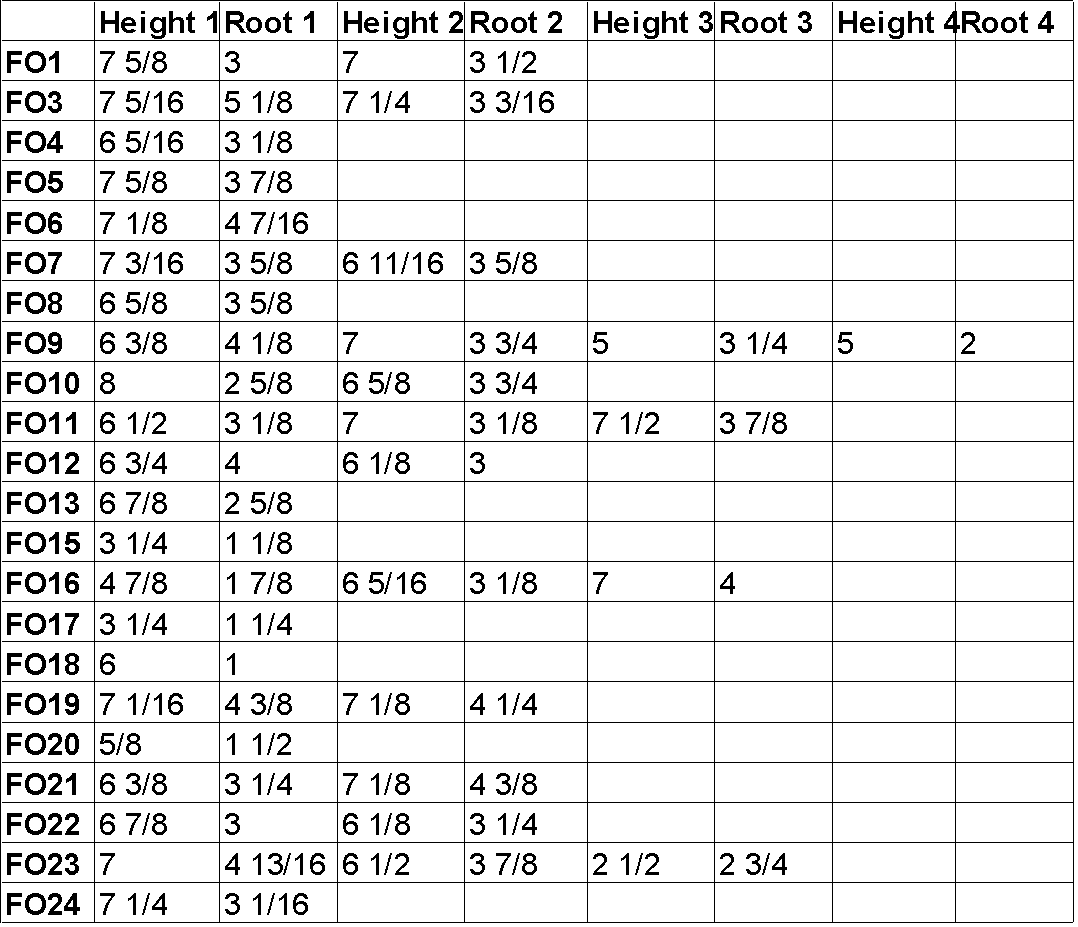 Height 1 Root 1 Height 2 Root 2 Height 3 Root 3 Height 4 Root 4
FO1 7 5/8 3 7 3 1/2
FO3 7 5/16 5 1/8 7 1/4 3 3/16
FO4 6 5/16 3 1/8
FO5 7 5/8 3 7/8
FO6 7 1/8 4 7/16
FO7 7 3/16 3 5/8 6 11/16 3 5/8
FO8 6 5/8 3 5/8
FO9 6 3/8 4 1/8 7 3 3/4 5 3 1/4 5 2
FO10 8 2 5/8 6 5/8 3 3/4
FO11 6 1/2 3 1/8 7 3 1/8 7 1/2 3 7/8
FO12 6 3/4 4 6 1/8 3
FO13 6 7/8 2 5/8
FO15 3 1/4 1 1/8
FO16 4 7/8 1 7/8 6 5/16 3 1/8 7 4
FO17 3 1/4 1 1/4
FO18 6 1
FO19 7 1/16 4 3/8 7 1/8 4 1/4
FO20 5/8 1 1/2
FO21 6 3/8 3 1/4 7 1/8 4 3/8
FO22 6 7/8 3 6 1/8 3 1/4
FO23 7 4 13/16 6 1/2 3 7/8 2 1/2 2 3/4
FO24 7 1/4 3 1/16